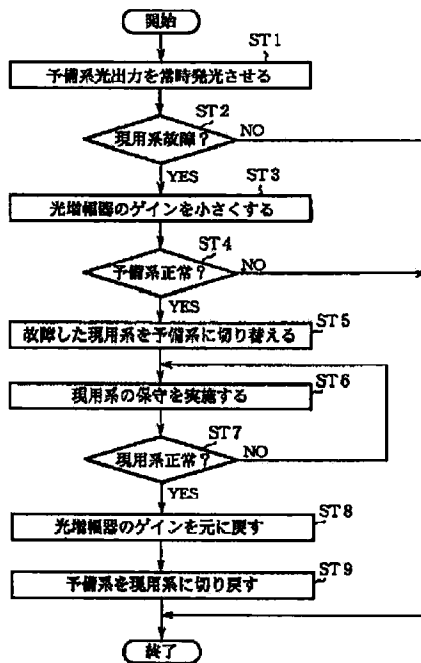 開始
ST1
予備系光出力を常時発光させる
ST2
現用系故障?
NO
YES
ST3
光増幅器のゲインを小さくする
ST4
予備系正常?
NO
YES
ST5
故障した現用系を予備系に切り替える
ST6
現用系の保守を実施する
ST7
現用系正常?
NO
YES
ST8
光増幅器のゲインを元に戻す
ST9
予備系を現用系に切り戻す
終了